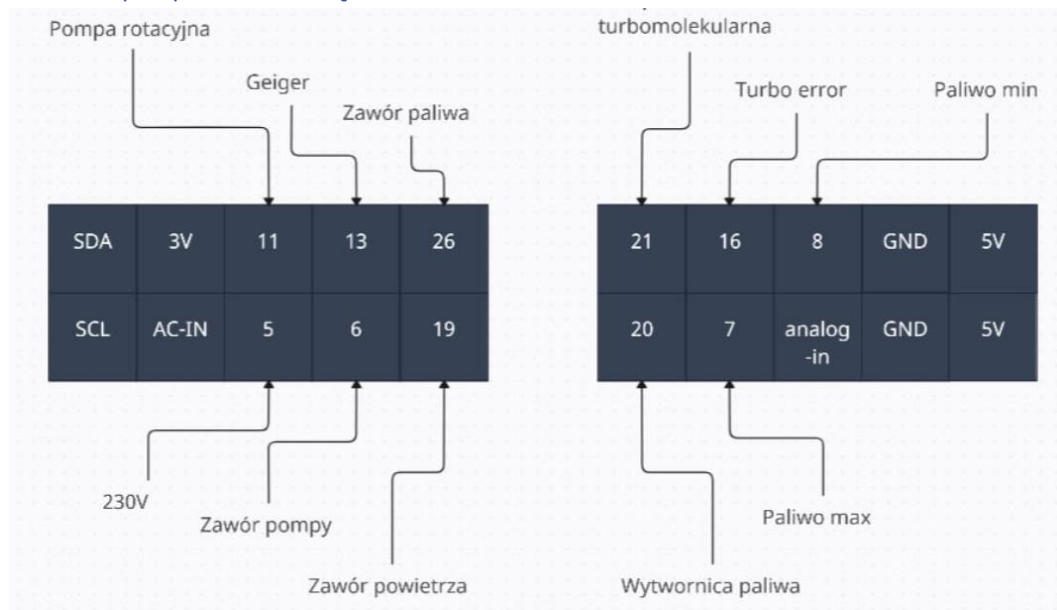 Pompa rotacyjna
turbomolekularna
Geiger
Turbo error
Paliwo min
Zawór paliwa
SDA 3V 11 13 26
21 16 8 GND 5V
SCL AC-IN 5 6 19
20 7 analog
-in GND 5V
230V
Zawór pompy
Paliwo max
Zawór powietrza
Wytwornica paliwa